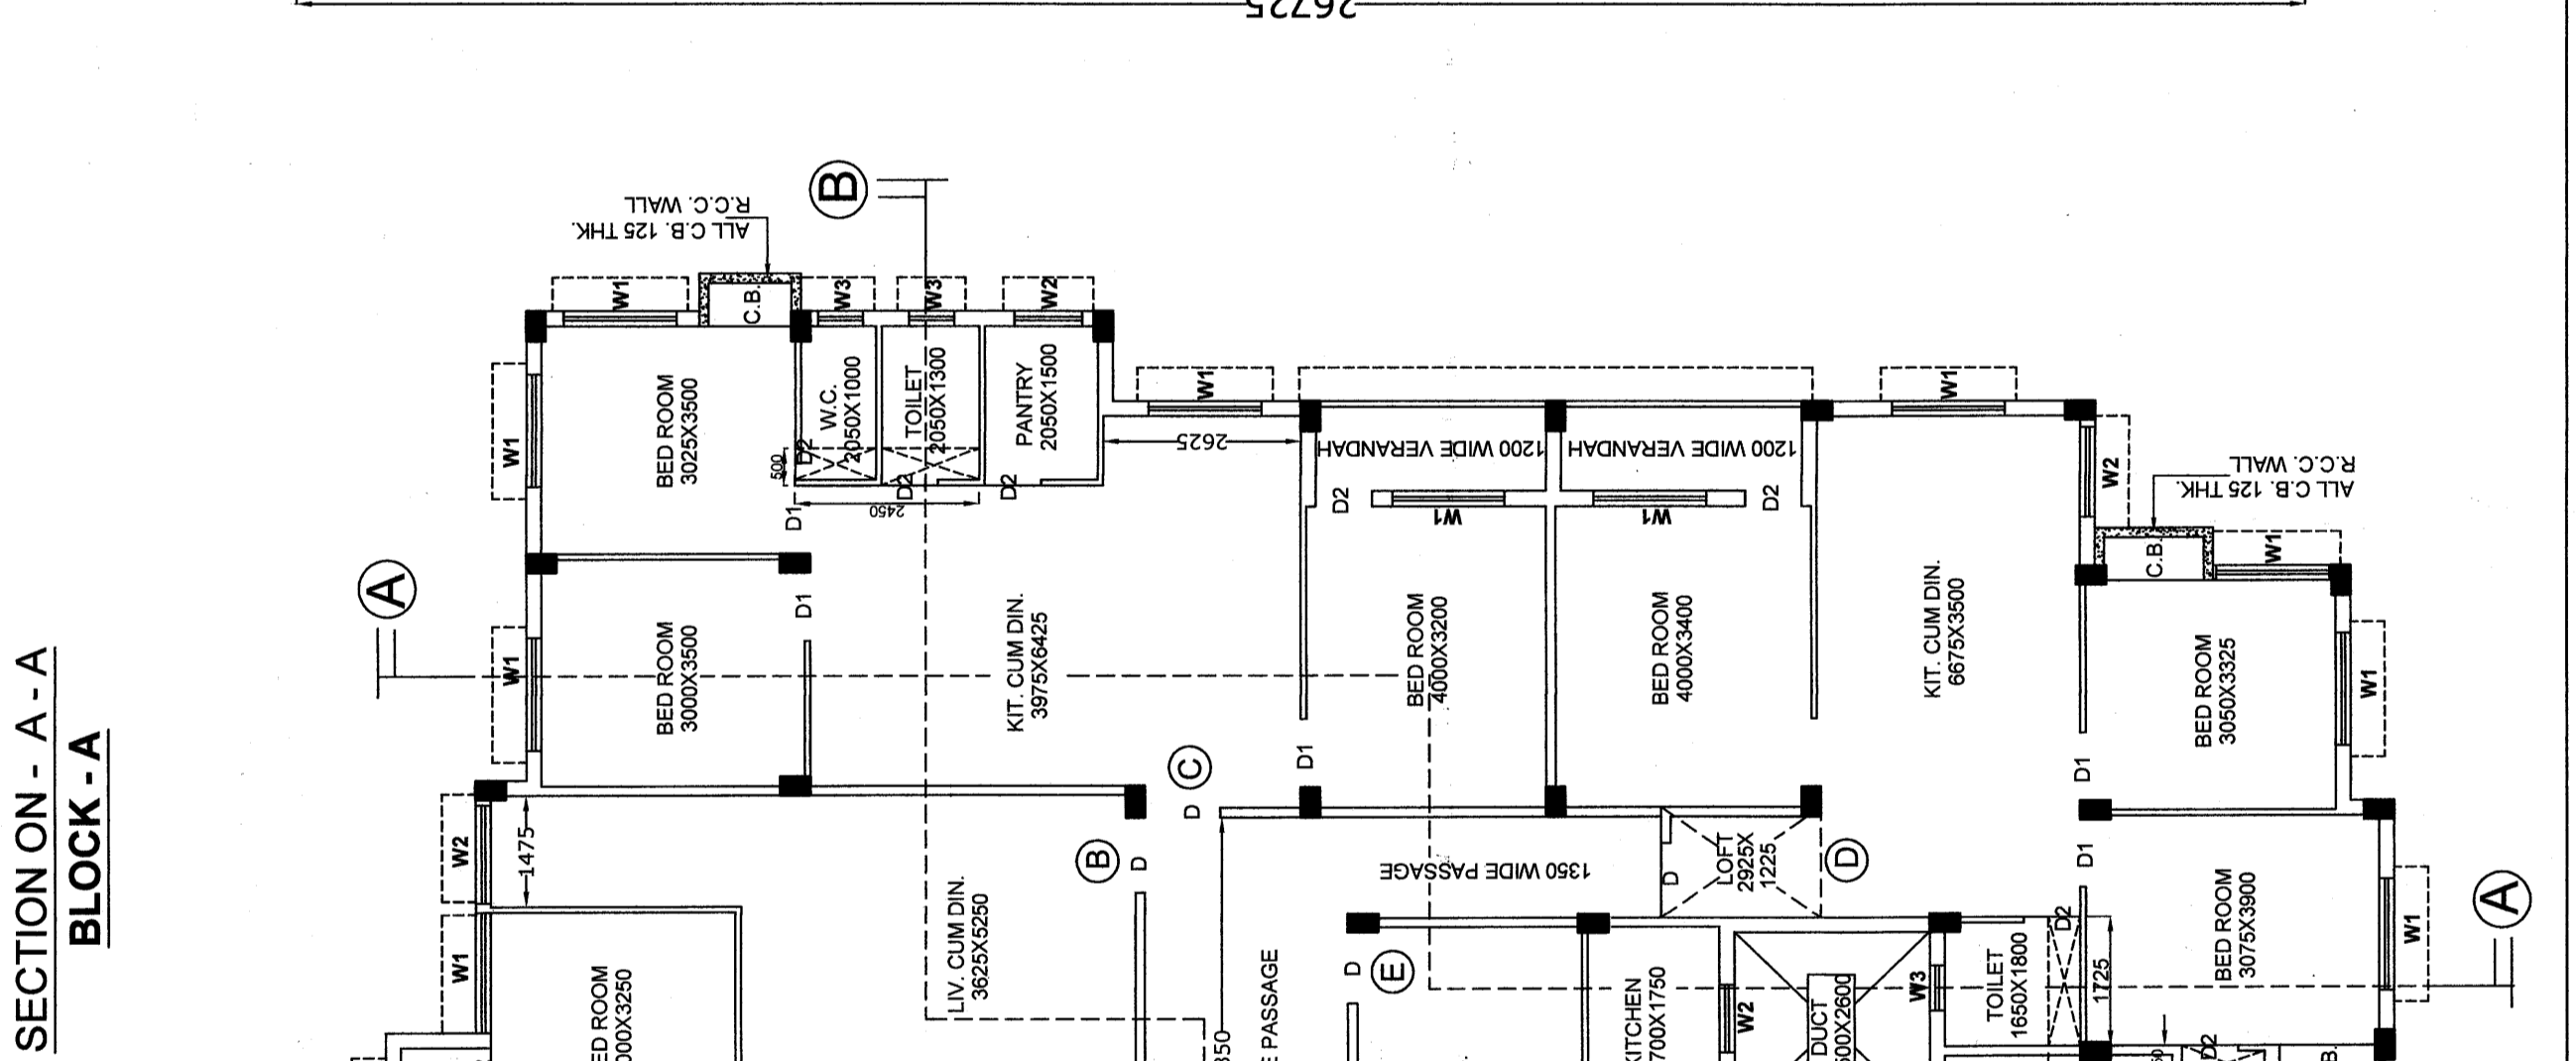 26725
SECTION ON - A - A
BLOCK - A
ALL C.B. 125 THK.
R.C.C. WALL
B
W1
C.B.
W3
W3
W2
W1
BED ROOM
3025X3500
W.C.
2050X1000
TOILET
2050X1300
PANTRY
2050X1500
D2
500
D2
D2
2450
D1
2625
W1
W1
1200 WIDE VERANDAH
1200 WIDE VERANDAH
D2
W1
W1
D2
W2
ALL C.B. 125 THK.
R.C.C. WALL
C.B.
W1
A
W1
BED ROOM
3000X3500
D1
KIT. CUM DIN.
3975X6425
BED ROOM
4000X3200
BED ROOM
4000X3400
KIT. CUM DIN.
6675X3500
BED ROOM
3050X3325
W1
D1
D1
C
D
B
D
W2
1475
1350 WIDE PASSAGE
D
LOFT
2925X
1225
D
D1
W1
LIV. CUM DIN.
3625X5250
PASSAGE
D
E
W2
W3
TOILET
1650X1800
D2
1725
BED ROOM
3075X3900
W1
A
ROOM
KITCHEN
DUCT
D2